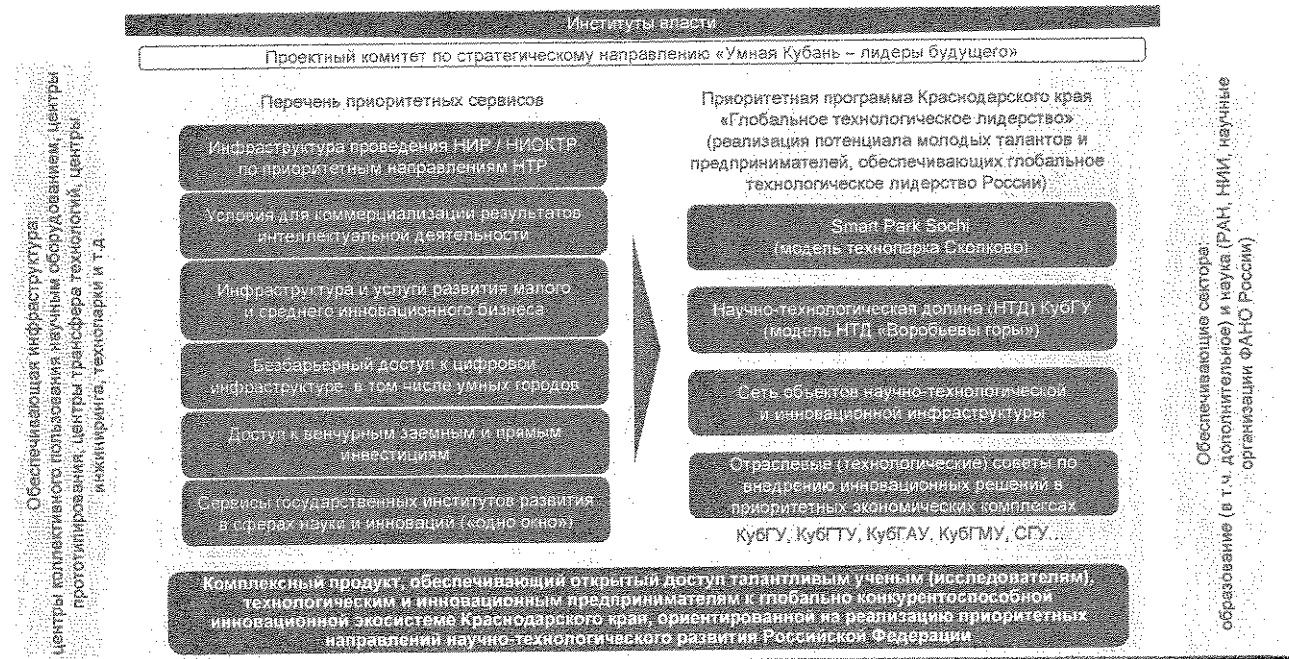 Институты власти
Проектный комитет по стратегическому направлению «Умная Кубань – лидеры будущего»
Обеспечивающая инфраструктура:
центры коллективного пользования научным оборудованием, центры
прототипирования, центры трансфера технологий, центры
инжиниринга, технопарки и т.д.
Перечень приоритетных сервисов
Инфраструктура проведения НИР / НИОКТР
по приоритетным направлениям НТР
Условия для коммерциализации результатов
интеллектуальной деятельности
Инфраструктура и услуги развития малого
и среднего инновационного бизнеса
Безбарьерный доступ к цифровой
инфраструктуре, в том числе умных городов
Доступ к венчурным заемным и прямым
инвестициям
Сервисы государственных институтов развития
в сферах науки и инноваций («одно окно»)
Приоритетная программа Краснодарского края
«Глобальное технологическое лидерство»
(реализация потенциала молодых талантов и
предпринимателей, обеспечивающих глобальное
технологическое лидерство России)
Smart Park Sochi
(модель технопарка Сколково)
Научно-технологическая долина (НТД) КубГУ
(модель НТД «Воробьевы горы»)
Сеть объектов научно-технологической
и инновационной инфраструктуры
Отраслевые (технологические) советы по
внедрению инновационных решений в
приоритетных экономических комплексах
КубГУ, КубГТУ, КубГАУ, КубГМУ, СГУ...
Обеспечивающие сектора:
образование (в т.ч. дополнительное) и наука (РАН, НИИ, научные
организации ФАНО России)
Комплексный продукт, обеспечивающий открытый доступ талантливым ученым (исследователям),
технологическим и инновационным предпринимателям к глобально конкурентоспособной
инновационной экосистеме Краснодарского край, ориентированной на реализацию приоритетных
направлений научно-технологического развития Российской Федерации